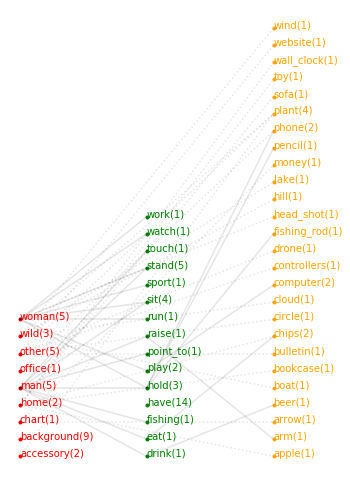 wind(1)
website(1)
wall_clock(1)
toy(1)
sofa(1)
plant(4)
phone(2)
pencil(1)
money(1)
lake(1)
hill(1)
work(1) head_shot(1)
watch(1) fishing_rod(1)
touch(1) drone(1)
stand(5) controllers(1)
sport(1) computer(2)
sit(4) cloud(1)
woman(5) run(1) circle(1)
wild(3) raise(1) chips(2)
other(5) point_to(1) bulletin(1)
office(1) play(2) bookcase(1)
man(5) hold(3) boat(1)
home(2) have(14) beer(1)
chart(1) fishing(1) arrow(1)
background(9) eat(1) arm(1)
accessory(2) drink(1) apple(1)